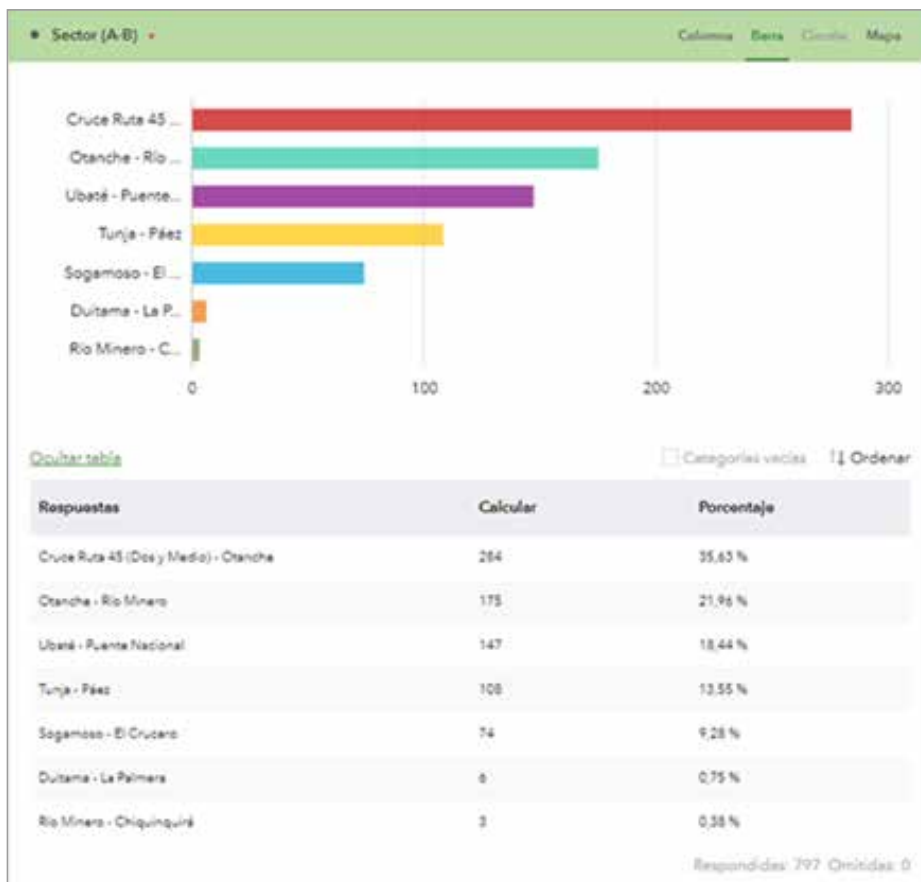 Sector (A-B)
Columna Barra Circular Mapa
Cruce Ruta 45 ...
Otanche - Río ...
Ubaté - Puente...
Tunja - Páez
Sogamoso - El ...
Duitama - La P...
Río Minero - C...
0 100 200 300
Ocultar tabla Categorías vacías Ordenar
Respuestas Calcular Porcentaje
Cruce Ruta 45 (Dos y Medio) - Otanche 284 35,63 %
Otanche - Río Minero 175 21,96 %
Ubaté - Puente Nacional 147 18,44 %
Tunja - Páez 108 13,55 %
Sogamoso - El Crucero 74 9,28 %
Duitama - La Palmera 6 0,75 %
Río Minero - Chiquinquirá 3 0,38 %
Respondidas: 797 Omitidas: 0